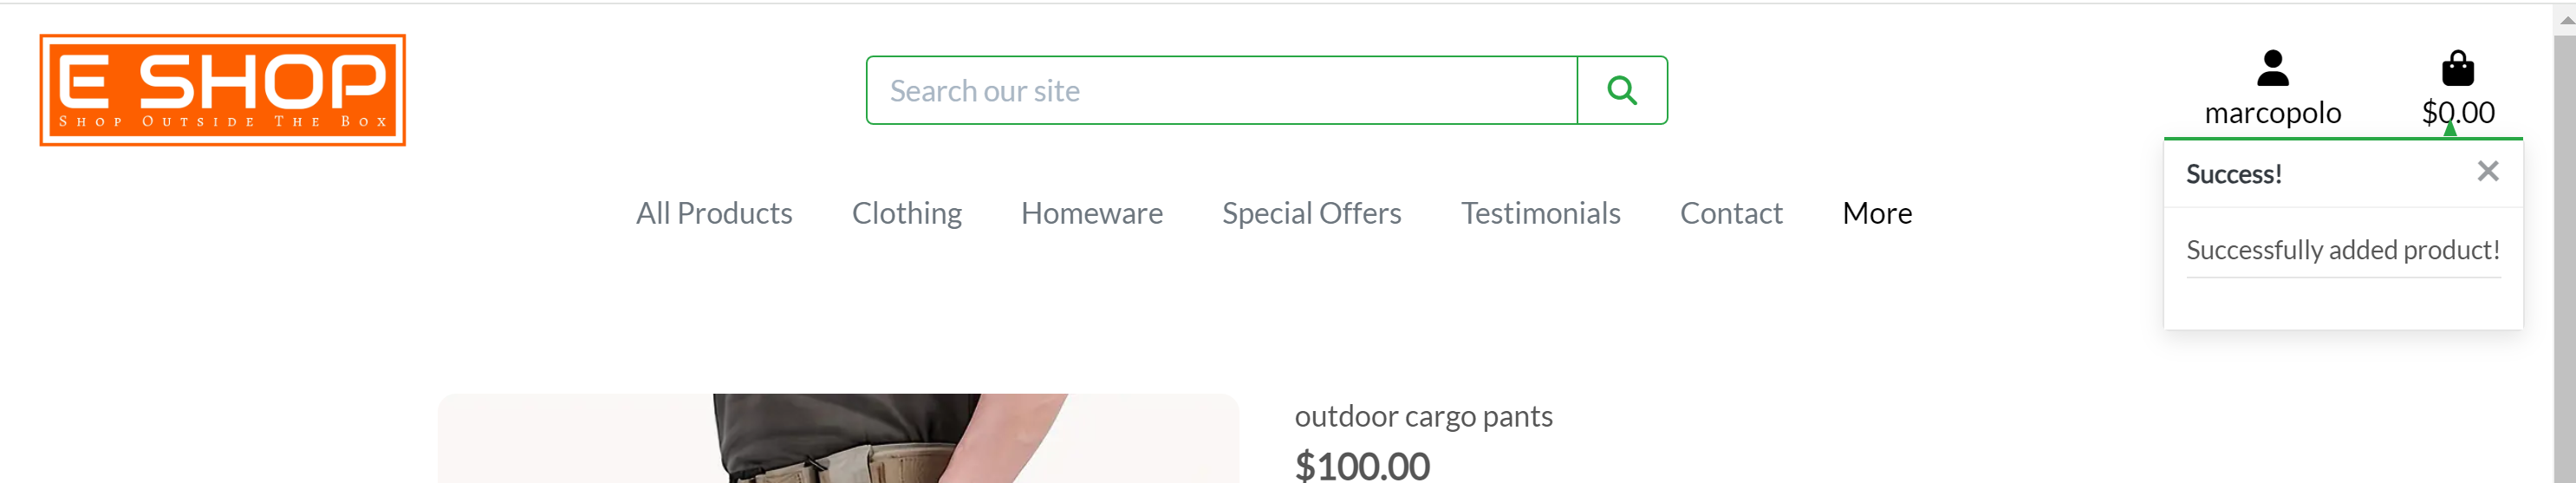 E SHOP
Shop Outside The Box
Search our site
marcopolo
$0.00
Success!
Successfully added product!
All Products Clothing Homeware Special Offers Testimonials Contact More
outdoor cargo pants
$100.00